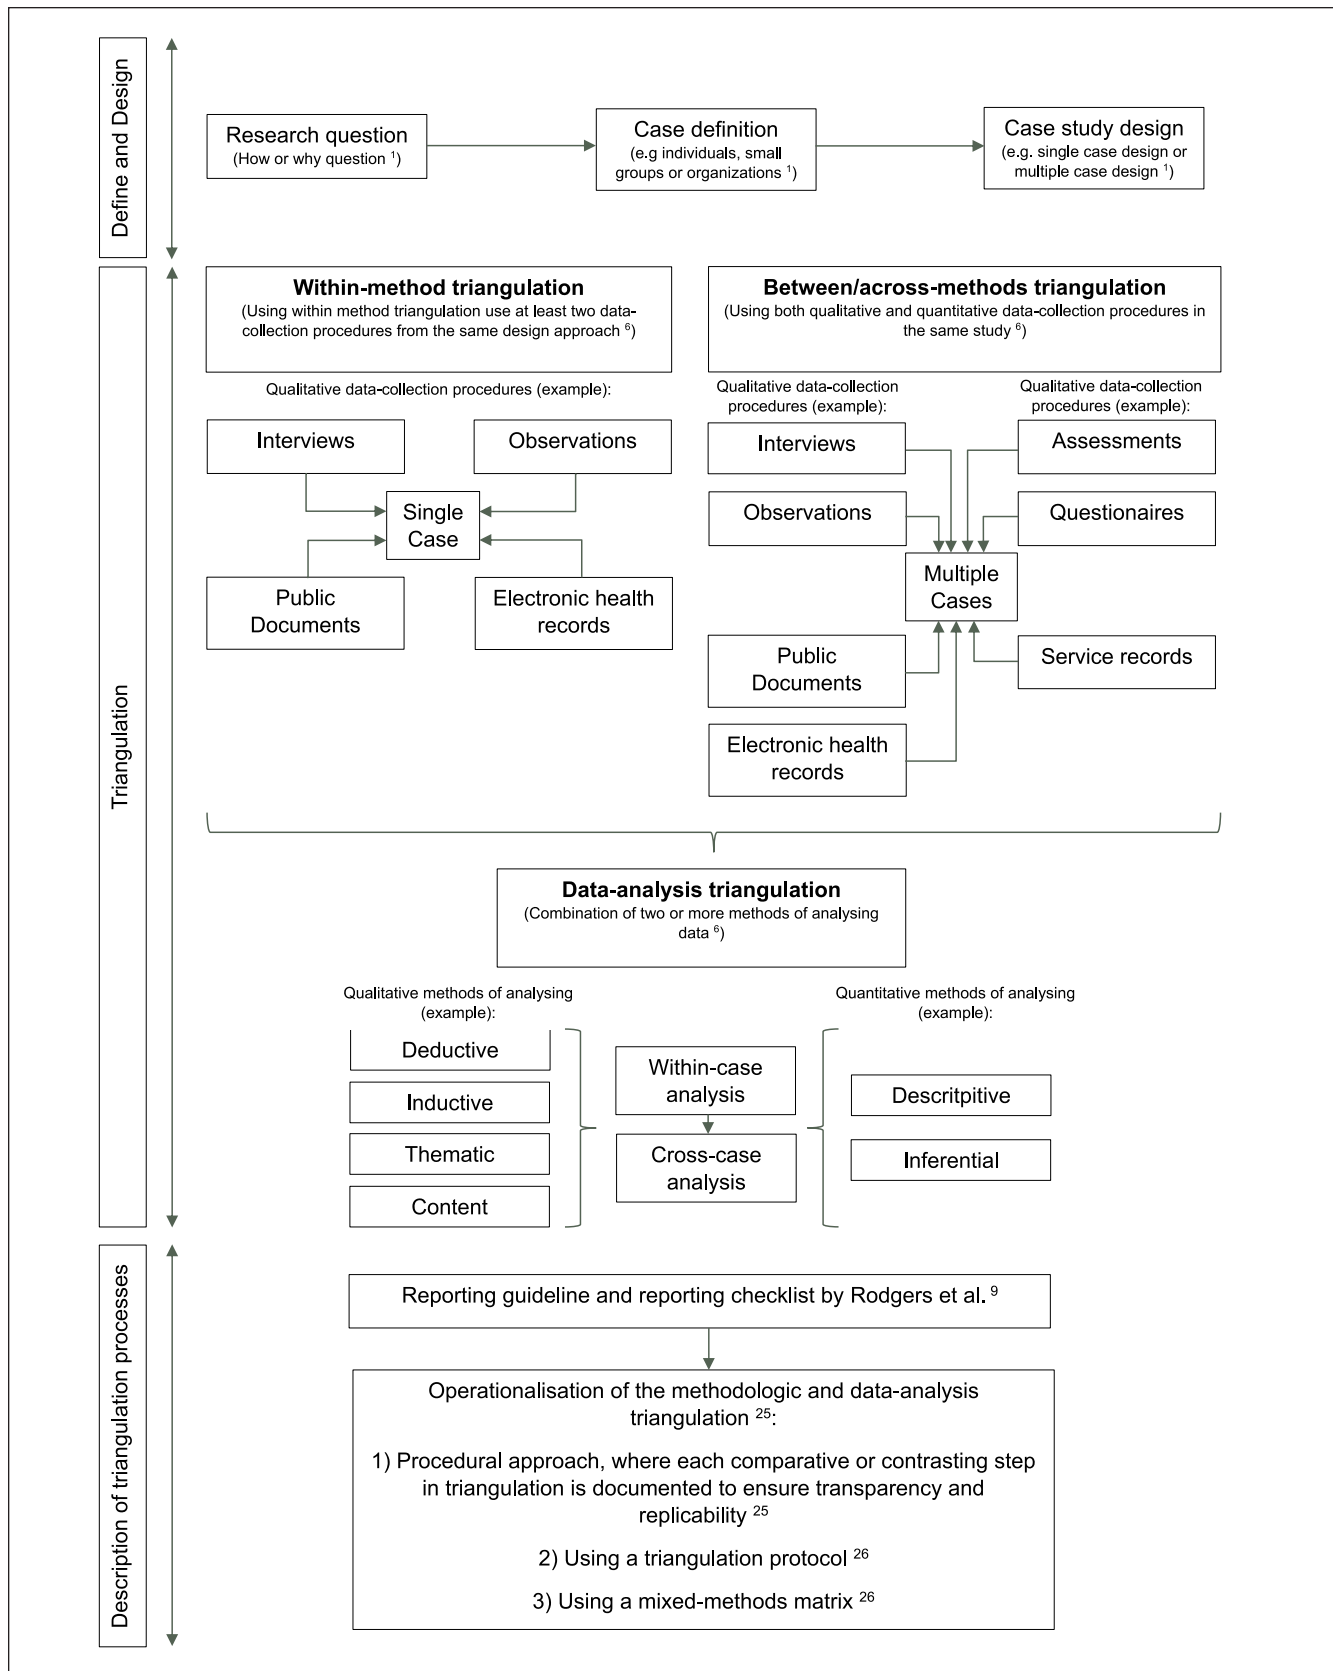 Define and Design
Research question
(How or why question ¹)
Case definition
(e.g individuals, small
groups or organizations ¹)
Case study design
(e.g. single case design or
multiple case design ¹)
Triangulation
Within-method triangulation
(Using within method triangulation use at least two data-
collection procedures from the same design approach ⁶)
Qualitative data-collection procedures (example):
Interviews
Observations
Single
Case
Public
Documents
Electronic health
records
Between/across-methods triangulation
(Using both qualitative and quantitative data-collection procedures in
the same study ⁶)
Qualitative data-collection
procedures (example):
Qualitative data-collection
procedures (example):
Interviews
Assessments
Observations
Questionaires
Multiple
Cases
Public
Documents
Service records
Electronic health
records
Data-analysis triangulation
(Combination of two or more methods of analysing
data ⁶)
Qualitative methods of analysing
(example):
Deductive
Inductive
Thematic
Content
Within-case
analysis
Cross-case
analysis
Quantitative methods of analysing
(example):
Descritpitive
Inferential
Description of triangulation processes
Reporting guideline and reporting checklist by Rodgers et al. ⁹
Operationalisation of the methodologic and data-analysis
triangulation ²⁵:
1) Procedural approach, where each comparative or contrasting step
in triangulation is documented to ensure transparency and
replicability ²⁵
2) Using a triangulation protocol ²⁶
3) Using a mixed-methods matrix ²⁶